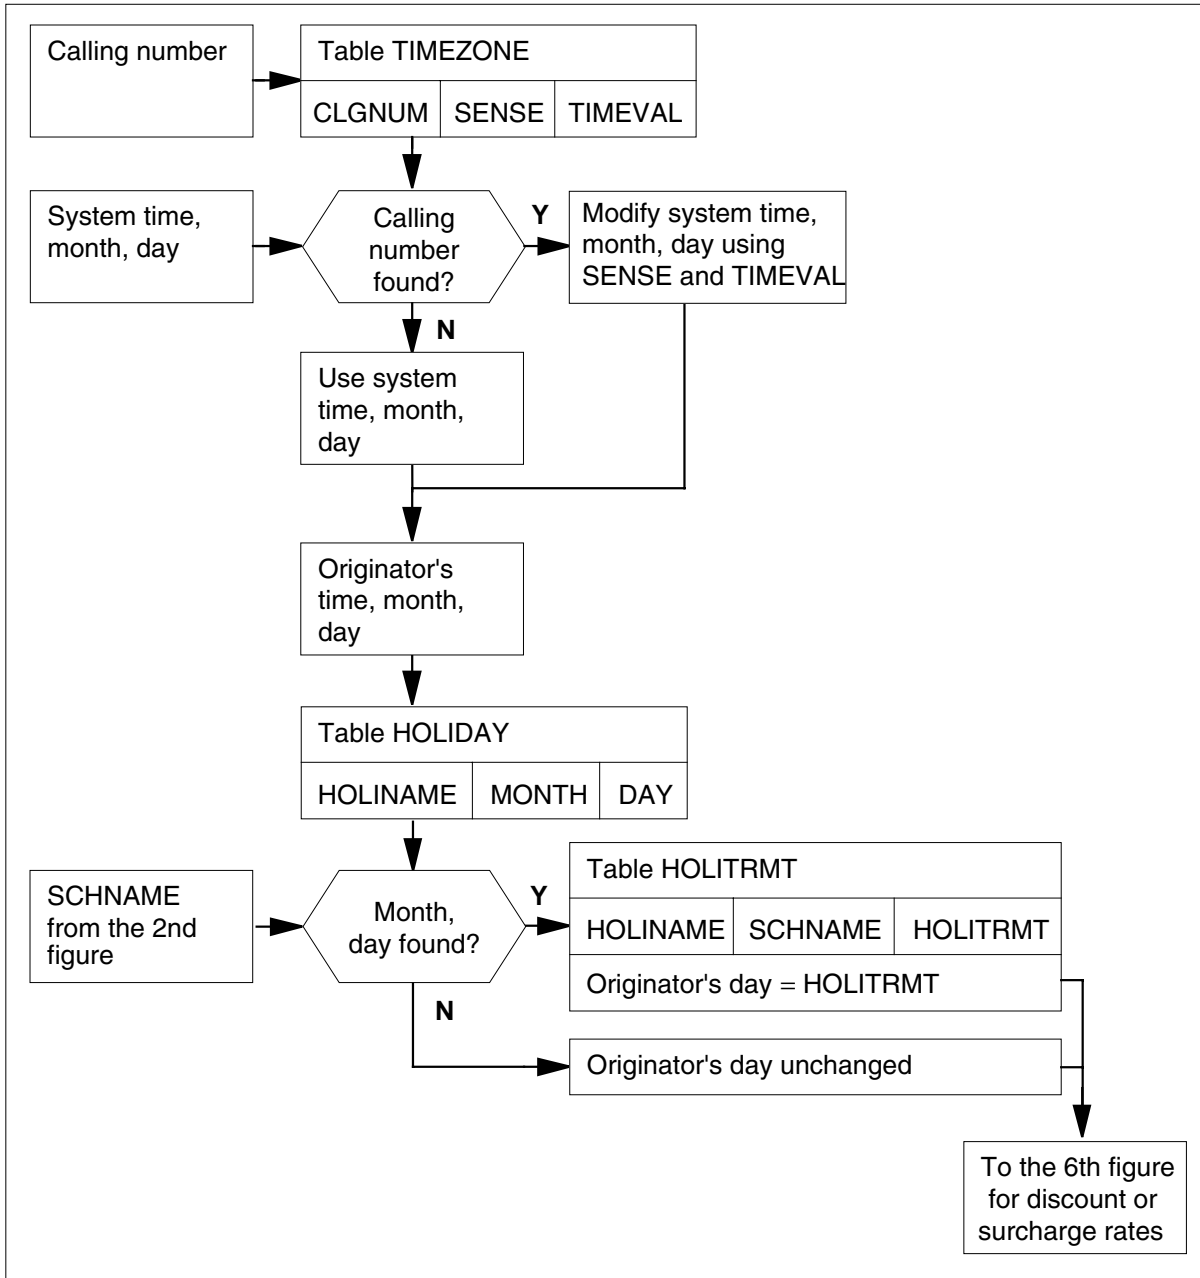 Calling number
Table TIMEZONE
CLGNUM SENSE TIMEVAL
System time,
month, day
Calling
number
found?
Y
Modify system time,
month, day using
SENSE and TIMEVAL
N
Use system
time, month,
day
Originator's
time, month,
day
Table HOLIDAY
HOLINAME MONTH DAY
SCHNAME
from the 2nd
figure
Month,
day found?
Y
Table HOLITRMT
HOLINAME SCHNAME HOLITRMT
Originator's day = HOLITRMT
N
Originator's day unchanged
To the 6th figure
for discount or
surcharge rates